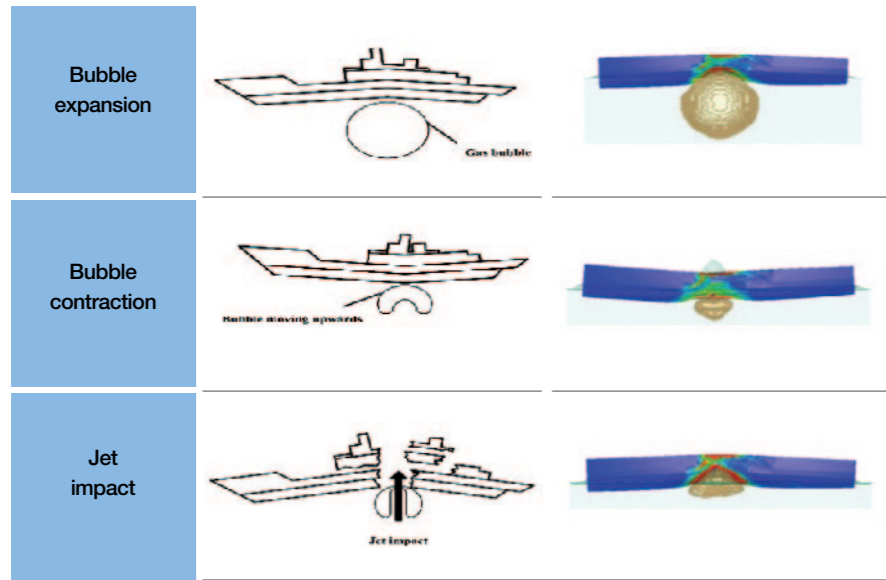 Bubble
expansion
Gas bubble
Bubble
contraction
Bubble moving upwards
Jet
impact
Jet impact